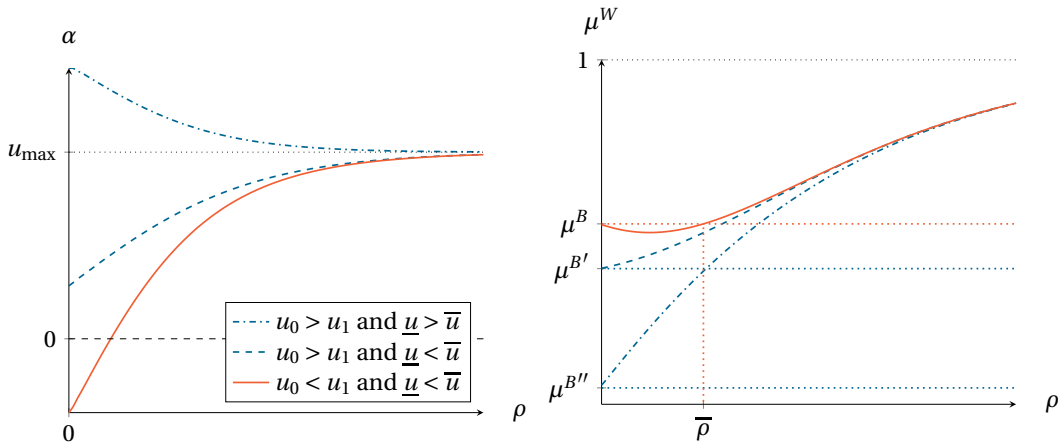 α
u_max
0
0
ρ
u₀ > u₁ and u̲ > u̅
u₀ > u₁ and u̲ < u̅
u₀ < u₁ and u̲ < u̅
μ^W
1
μ^B
μ^B′
μ^B″
ρ̅
ρ